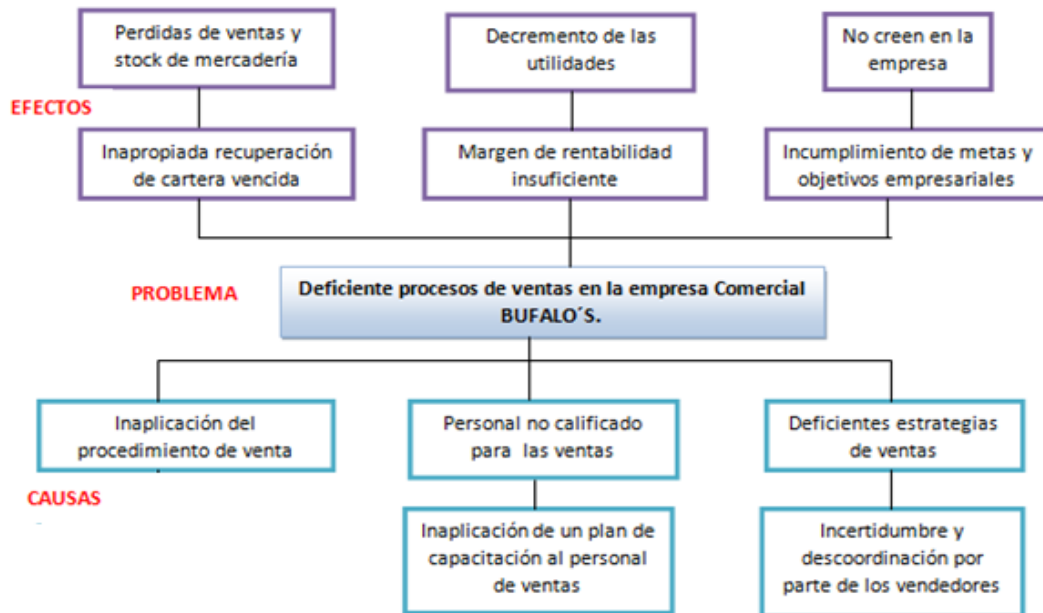 Perdidas de ventas y
stock de mercadería
Decremento de las
utilidades
No creen en la
empresa
EFECTOS
Inapropiada recuperación
de cartera vencida
Margen de rentabilidad
insuficiente
Incumplimiento de metas y
objetivos empresariales
PROBLEMA
Deficiente procesos de ventas en la empresa Comercial
BUFALO´S.
Inaplicación del
procedimiento de venta
Personal no calificado
para las ventas
Deficientes estrategias
de ventas
CAUSAS
Inaplicación de un plan de
capacitación al personal
de ventas
Incertidumbre y
descoordinación por
parte de los vendedores